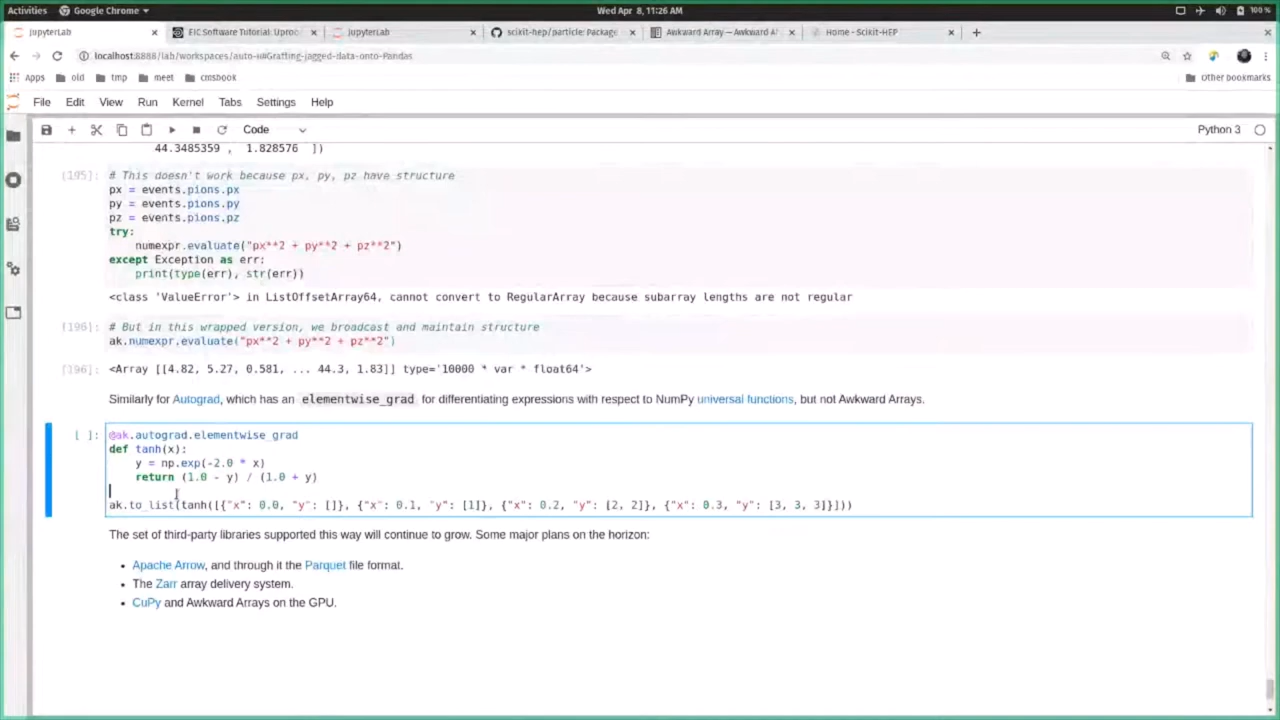 Activities
Google Chrome
Wed Apr 8, 11:26 AM
100 %
JupyterLab
EIC Software Tutorial: Uproo
JupyterLab
scikit-hep/particle: Package
Awkward Array — Awkward A
Home - Scikit-HEP
localhost:8888/lab/workspaces/auto-w#Grafting-jagged-data-onto-Pandas
Apps
old
tmp
meet
cmsbook
Other bookmarks
File Edit View Run Kernel Tabs Settings Help
Code
Python 3
44.3485359 , 1.828576 ])
[195]:
# This doesn't work because px, py, pz have structure
px = events.pions.px
py = events.pions.py
pz = events.pions.pz
try:
numexpr.evaluate("px**2 + py**2 + pz**2")
except Exception as err:
print(type(err), str(err))
<class 'ValueError'> in ListOffsetArray64, cannot convert to RegularArray because subarray lengths are not regular
[196]:
# But in this wrapped version, we broadcast and maintain structure
ak.numexpr.evaluate("px**2 + py**2 + pz**2")
[196]:
<Array [[4.82, 5.27, 0.581, ... 44.3, 1.83]] type='10000 * var * float64'>
Similarly for Autograd, which has an elementwise_grad for differentiating expressions with respect to NumPy universal functions, but not Awkward Arrays.
[ ]:
@ak.autograd.elementwise_grad
def tanh(x):
y = np.exp(-2.0 * x)
return (1.0 - y) / (1.0 + y)
ak.to_list(tanh([{"x": 0.0, "y": []}, {"x": 0.1, "y": [1]}, {"x": 0.2, "y": [2, 2]}, {"x": 0.3, "y": [3, 3, 3]}]))
The set of third-party libraries supported this way will continue to grow. Some major plans on the horizon:
• Apache Arrow, and through it the Parquet file format.
• The Zarr array delivery system.
• CuPy and Awkward Arrays on the GPU.